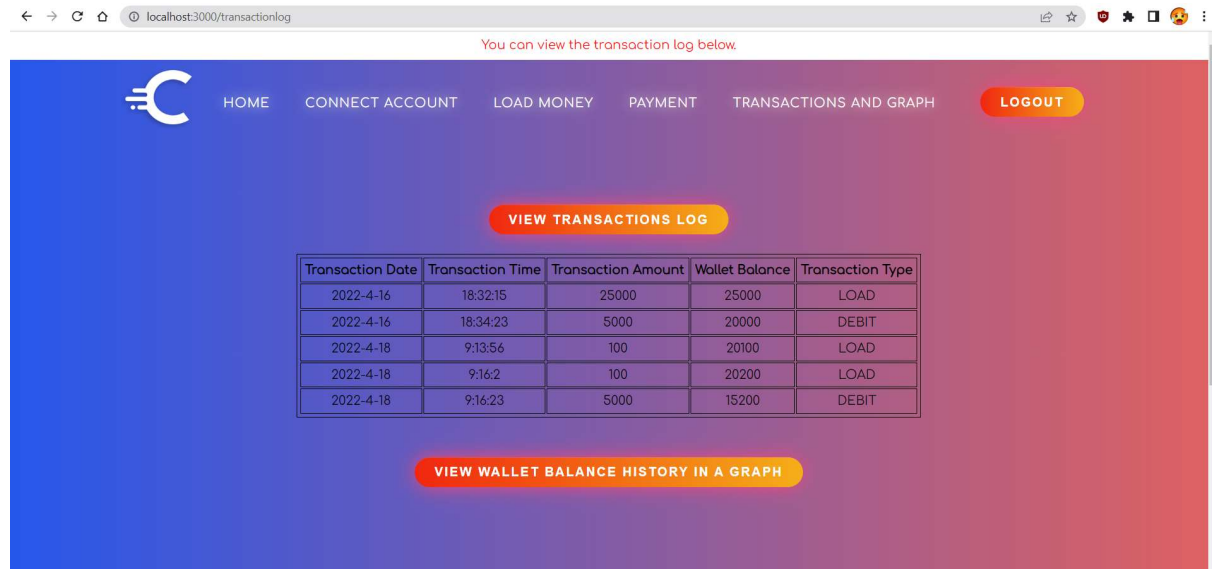 localhost:3000/transactionlog
You can view the transaction log below.
HOME CONNECT ACCOUNT LOAD MONEY PAYMENT TRANSACTIONS AND GRAPH LOGOUT
VIEW TRANSACTIONS LOG
Transaction Date Transaction Time Transaction Amount Wallet Balance Transaction Type
2022-4-16 18:32:15 25000 25000 LOAD
2022-4-16 18:34:23 5000 20000 DEBIT
2022-4-18 9:13:56 100 20100 LOAD
2022-4-18 9:16:2 100 20200 LOAD
2022-4-18 9:16:23 5000 15200 DEBIT
VIEW WALLET BALANCE HISTORY IN A GRAPH